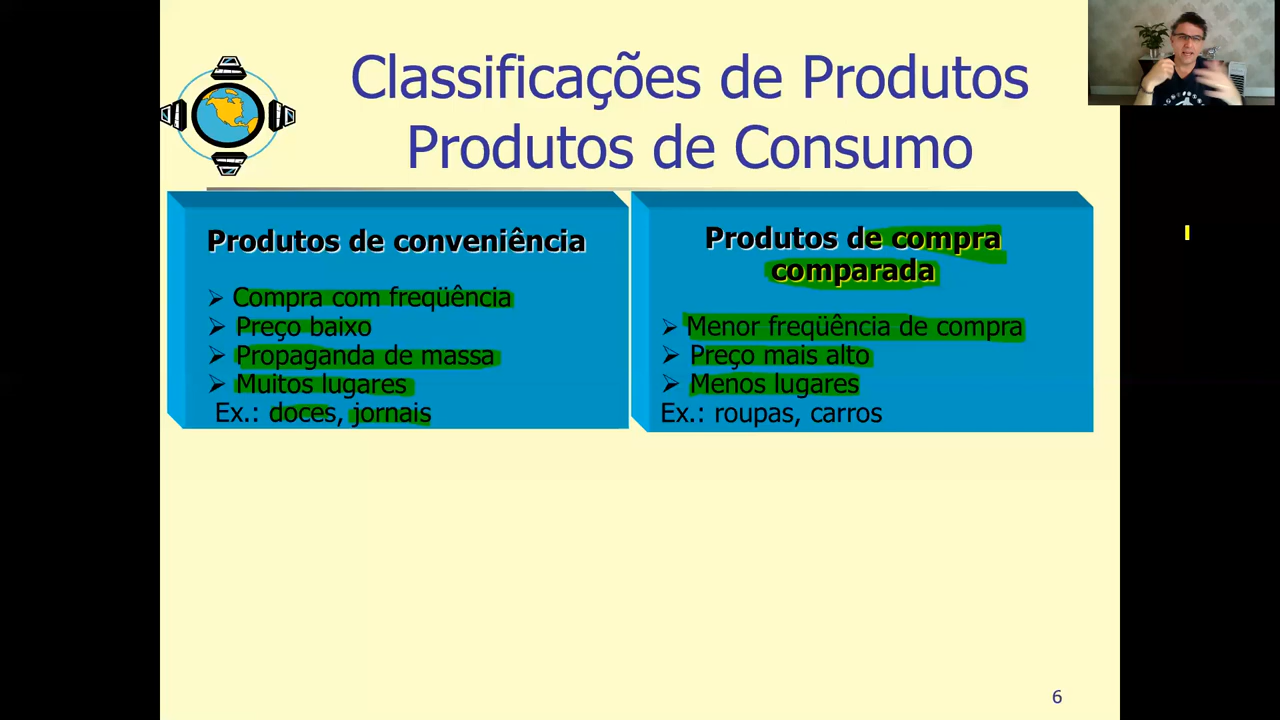 Classificações de Produtos
Produtos de Consumo
Produtos de conveniência
Compra com freqüência
Preço baixo
Propaganda de massa
Muitos lugares
Ex.: doces, jornais
Produtos de compra
comparada
Menor freqüência de compra
Preço mais alto
Menos lugares
Ex.: roupas, carros
6